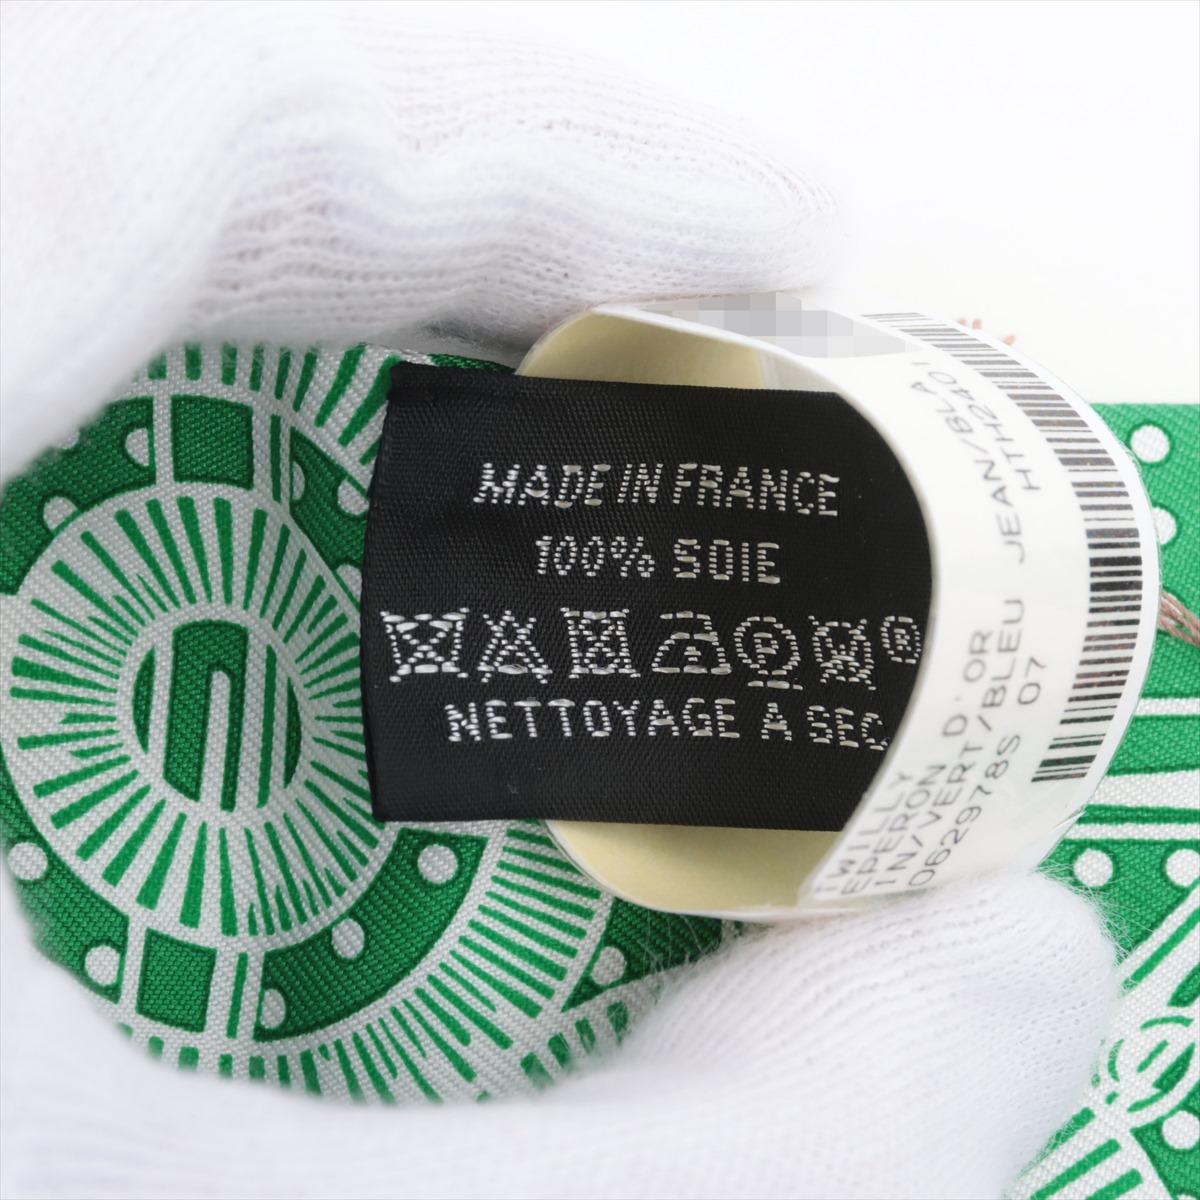 MADE IN FRANCE
100% SOIE
P
®
NETTOYAGE A SEC
TWILLY
EPERON D'OR
IN/VERT/BLEU JEAN/BLA
062978S 07 HTH240